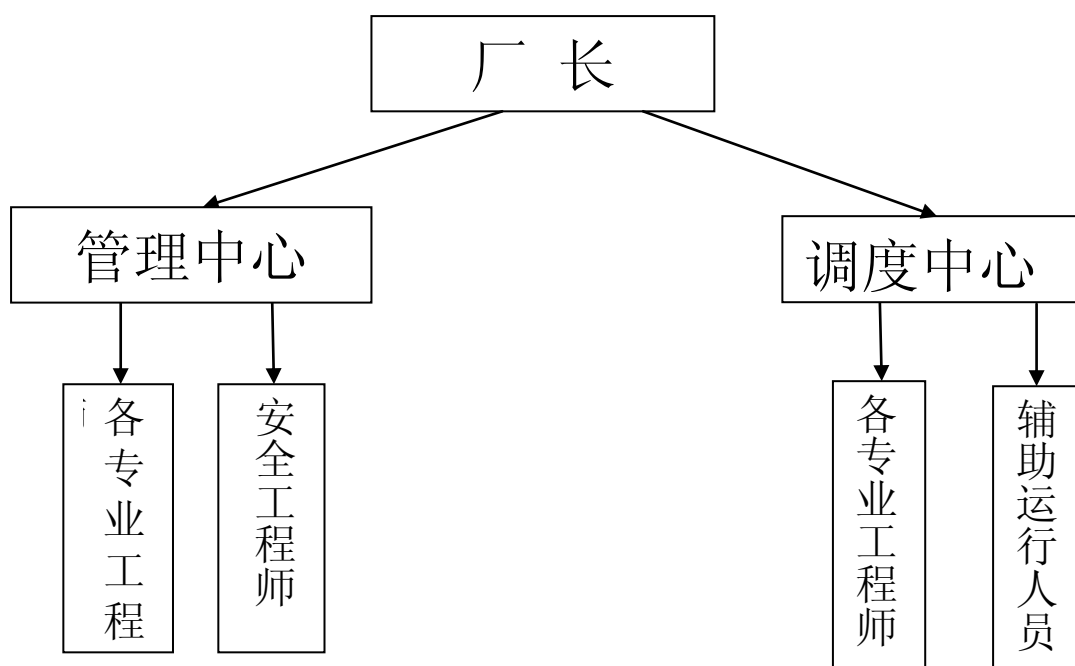 厂 长
管理中心
调度中心
各专业工程
安全工程师
各专业工程师
辅助运行人员